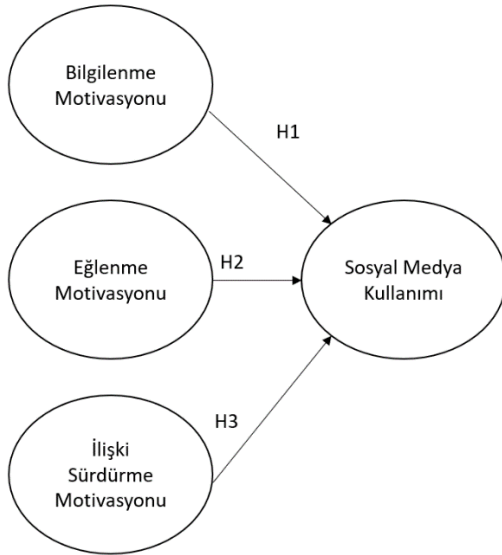 Bilgilenme
Motivasyonu
H1
Eğlenme
Motivasyonu
H2
Sosyal Medya
Kullanımı
H3
İlişki
Sürdürme
Motivasyonu